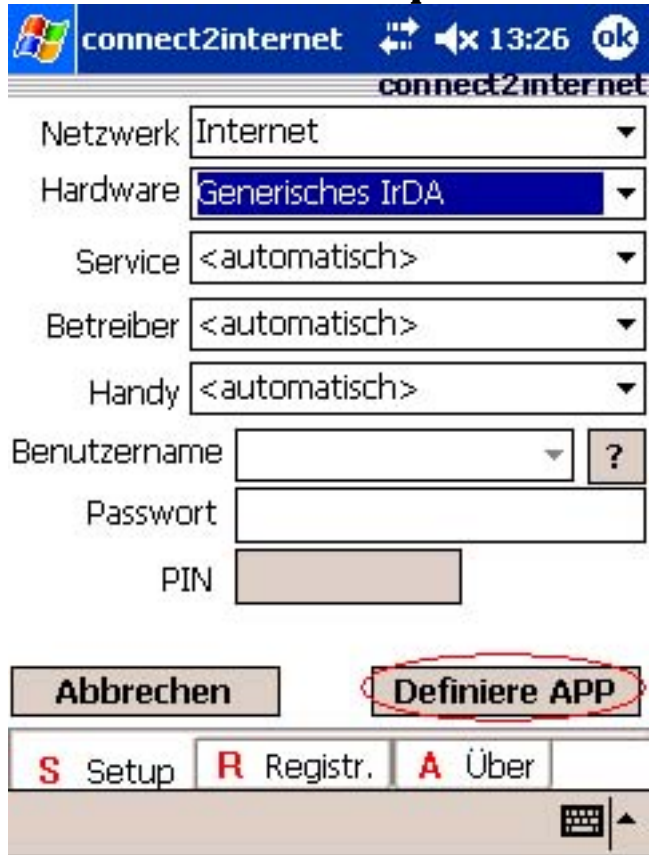 connect2internet 13:26 ok
connect2internet
Netzwerk Internet
Hardware Generisches IrDA
Service <automatisch>
Betreiber <automatisch>
Handy <automatisch>
Benutzername ?
Passwort
PIN
Abbrechen Definiere APP
S Setup R Registr. A Über